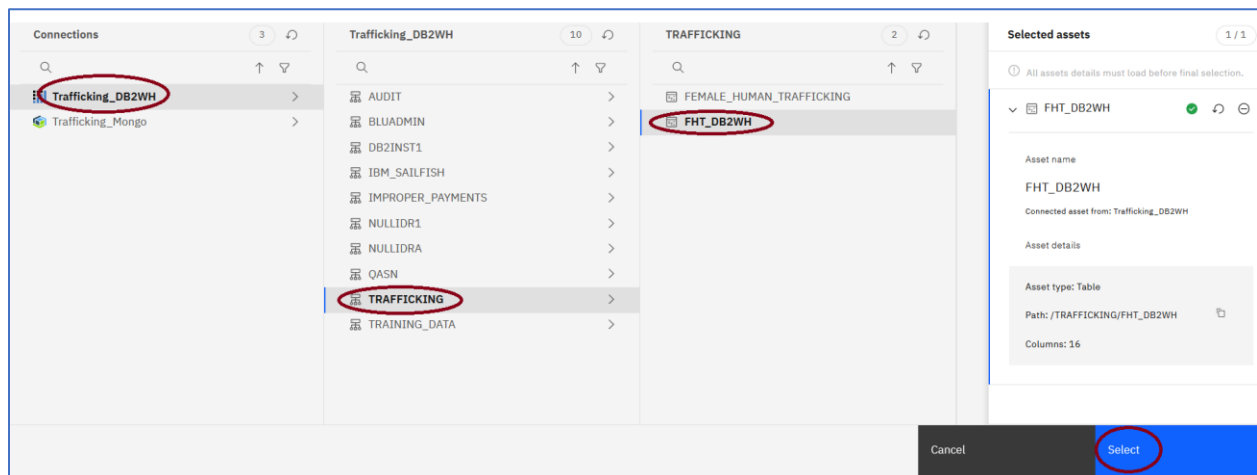 Connections 3
Trafficking_DB2WH
Trafficking_Mongo
Trafficking_DB2WH 10
AUDIT
BLUADMIN
DB2INST1
IBM_SAILFISH
IMPROPER_PAYMENTS
NULLIDR1
NULLIDRA
QASN
TRAFFICKING
TRAINING_DATA
TRAFFICKING 2
FEMALE_HUMAN_TRAFFICKING
FHT_DB2WH
Selected assets 1/1
All assets details must load before final selection.
FHT_DB2WH
Asset name
FHT_DB2WH
Connected asset from: Trafficking_DB2WH
Asset details
Asset type: Table
Path: /TRAFFICKING/FHT_DB2WH
Columns: 16
Cancel
Select